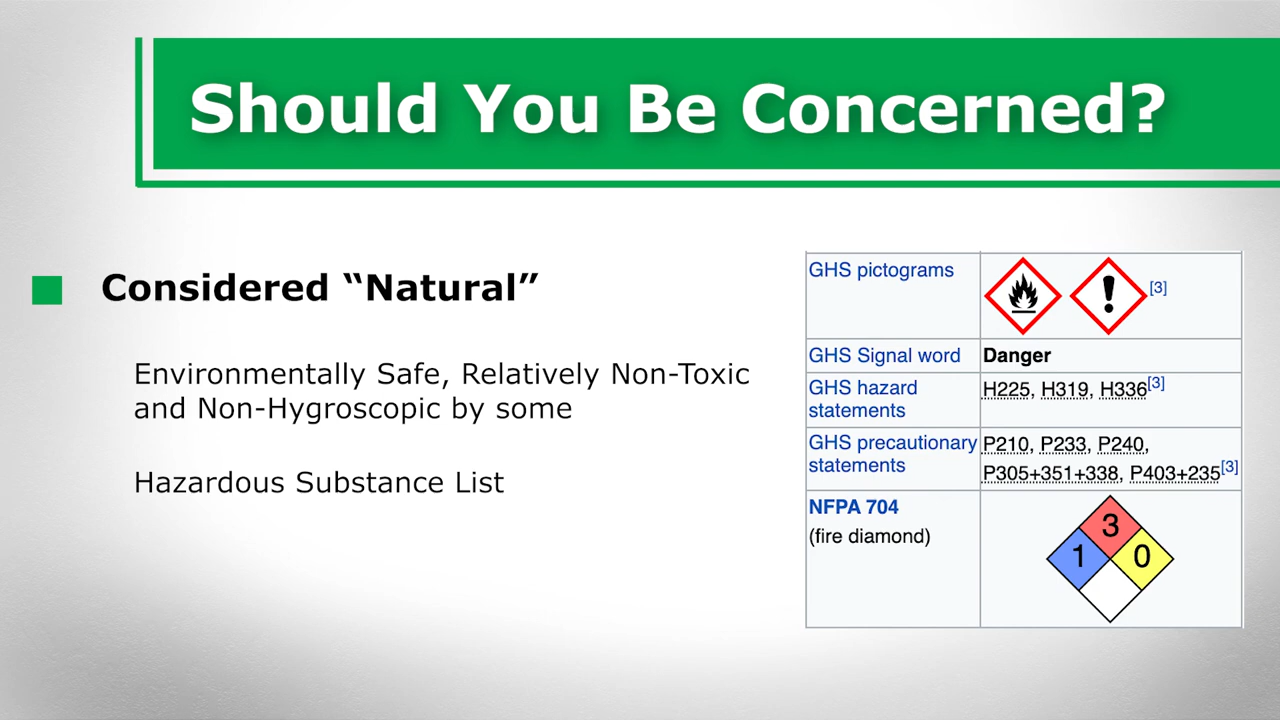 Should You Be Concerned?
Considered “Natural”
Environmentally Safe, Relatively Non-Toxic
and Non-Hygroscopic by some
Hazardous Substance List
GHS pictograms [3]
GHS Signal word Danger
GHS hazard
statements
H225, H319, H336[3]
GHS precautionary
statements
P210, P233, P240,
P305+351+338, P403+235[3]
NFPA 704
(fire diamond)
3
1 0